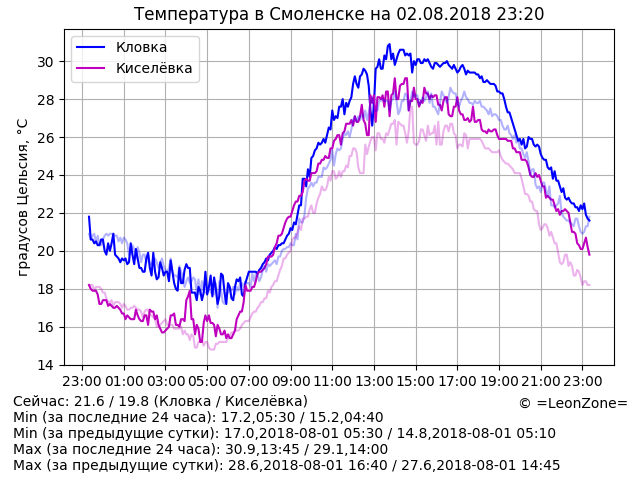 Температура в Смоленске на 02.08.2018 23:20
Кловка
Киселёвка
градусов Цельсия, °C
30
28
26
24
22
20
18
16
14
23:00 01:00 03:00 05:00 07:00 09:00 11:00 13:00 15:00 17:00 19:00 21:00 23:00
Сейчас: 21.6 / 19.8 (Кловка / Киселёвка)
© =LeonZone=
Min (за последние 24 часа): 17.2,05:30 / 15.2,04:40
Min (за предыдущие сутки): 17.0,2018-08-01 05:30 / 14.8,2018-08-01 05:10
Max (за последние 24 часа): 30.9,13:45 / 29.1,14:00
Max (за предыдущие сутки): 28.6,2018-08-01 16:40 / 27.6,2018-08-01 14:45